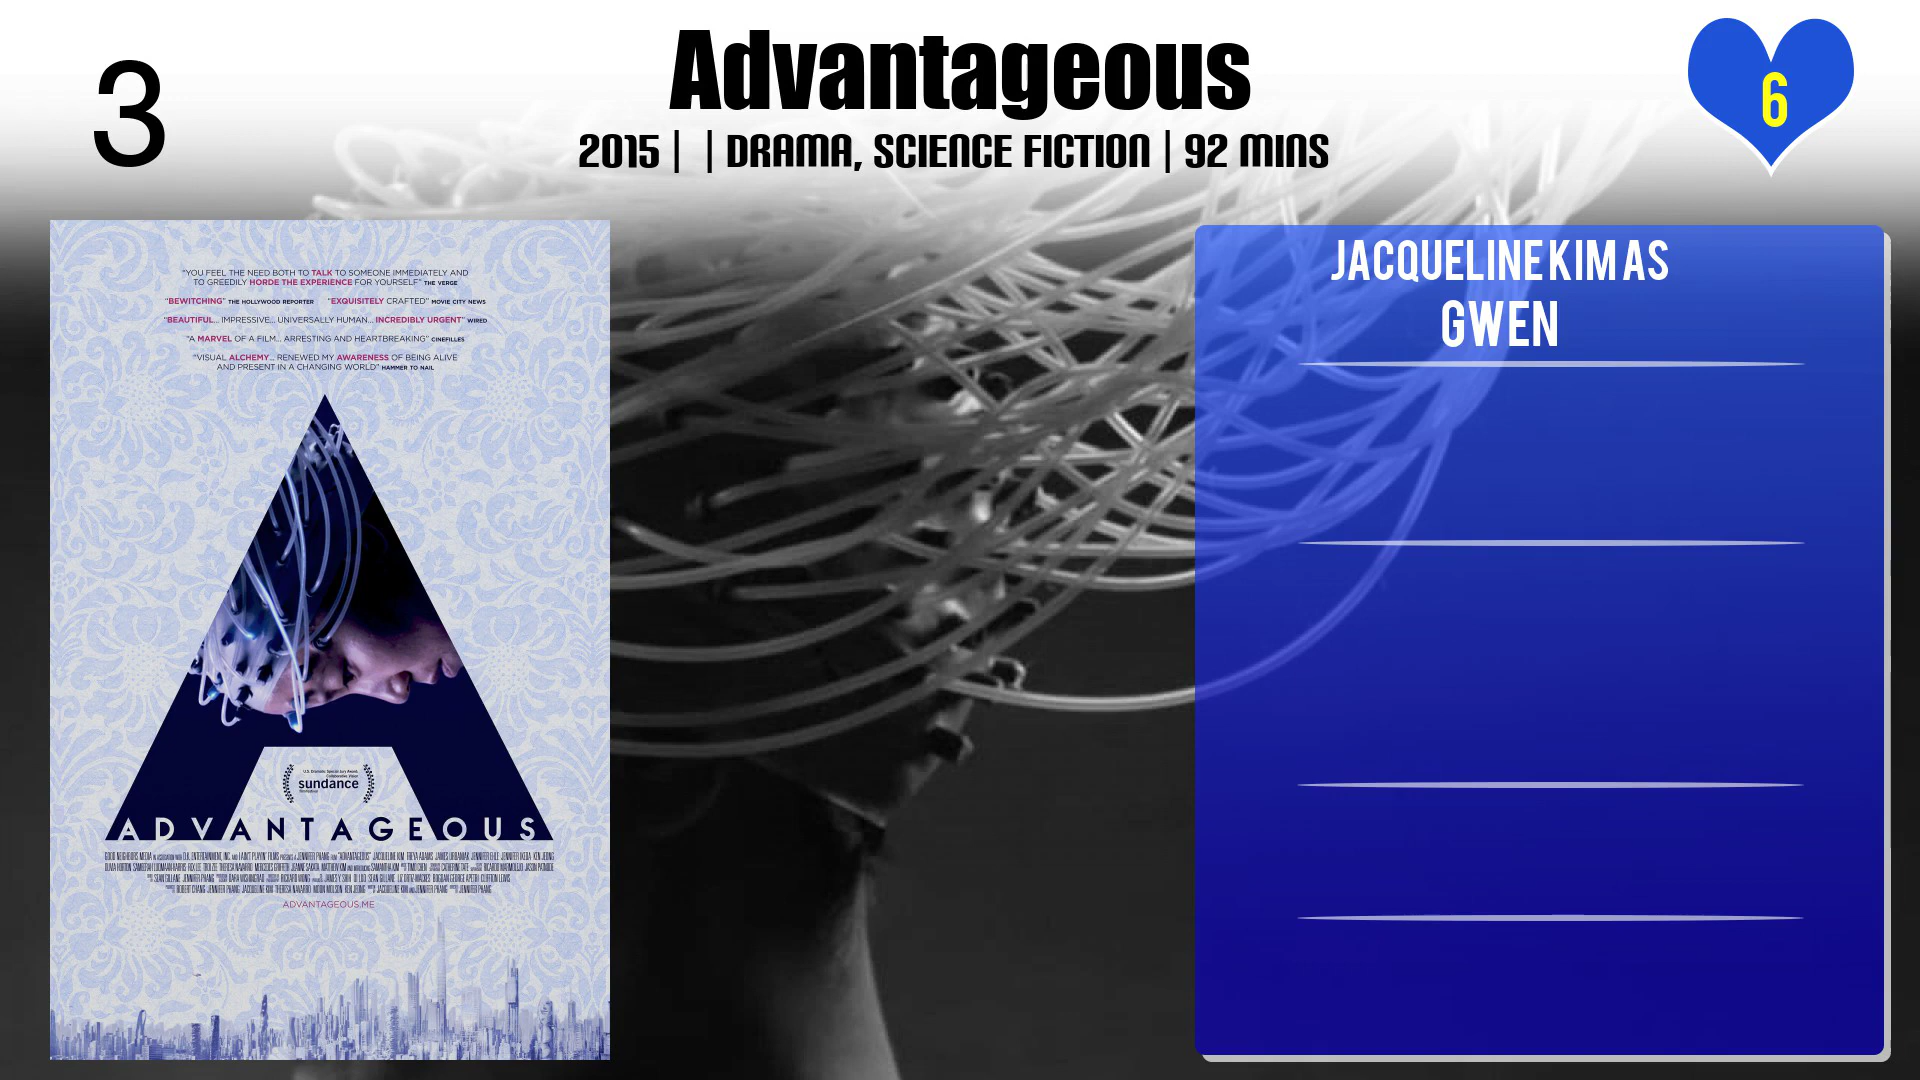 3
Advantageous
6
2015 | | DRAMA, SCIENCE FICTION | 92 MINS
"YOU FEEL THE NEED BOTH TO TALK TO SOMEONE IMMEDIATELY AND
TO GREEDILY HORDE THE EXPERIENCE FOR YOURSELF" THE VERGE
"BEWITCHING" THE HOLLYWOOD REPORTER "EXQUISITELY CRAFTED" MOVIE CITY NEWS
"BEAUTIFUL... IMPRESSIVE... UNIVERSALLY HUMAN... INCREDIBLY URGENT" WIRED
"A MARVEL OF A FILM... ARRESTING AND HEARTBREAKING" CINEFILLES
"VISUAL ALCHEMY... RENEWED MY AWARENESS OF BEING ALIVE
AND PRESENT IN A CHANGING WORLD" HAMMER TO NAIL
sundance
ADVANTAGEOUS
ADVANTAGEOUS.ME
JACQUELINE KIM AS
GWEN